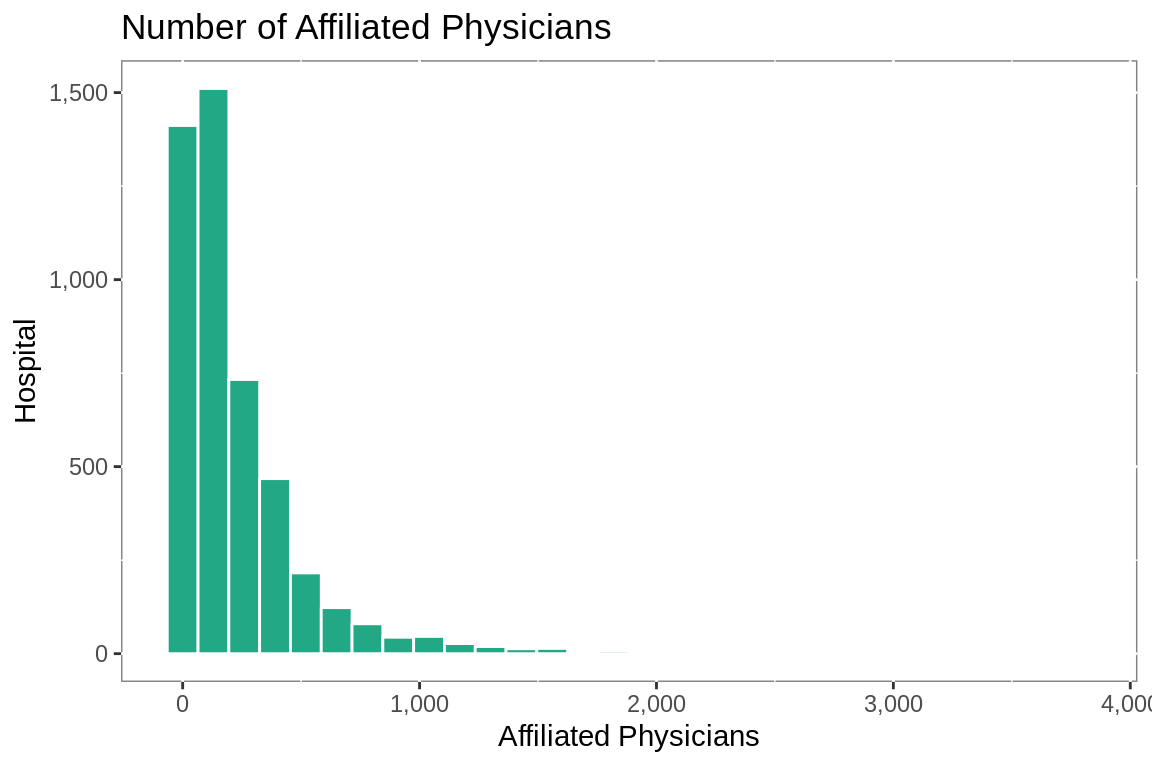 Number of Affiliated Physicians
1,500
1,000
500
0
Hospital
0 1,000 2,000 3,000 4,000
Affiliated Physicians